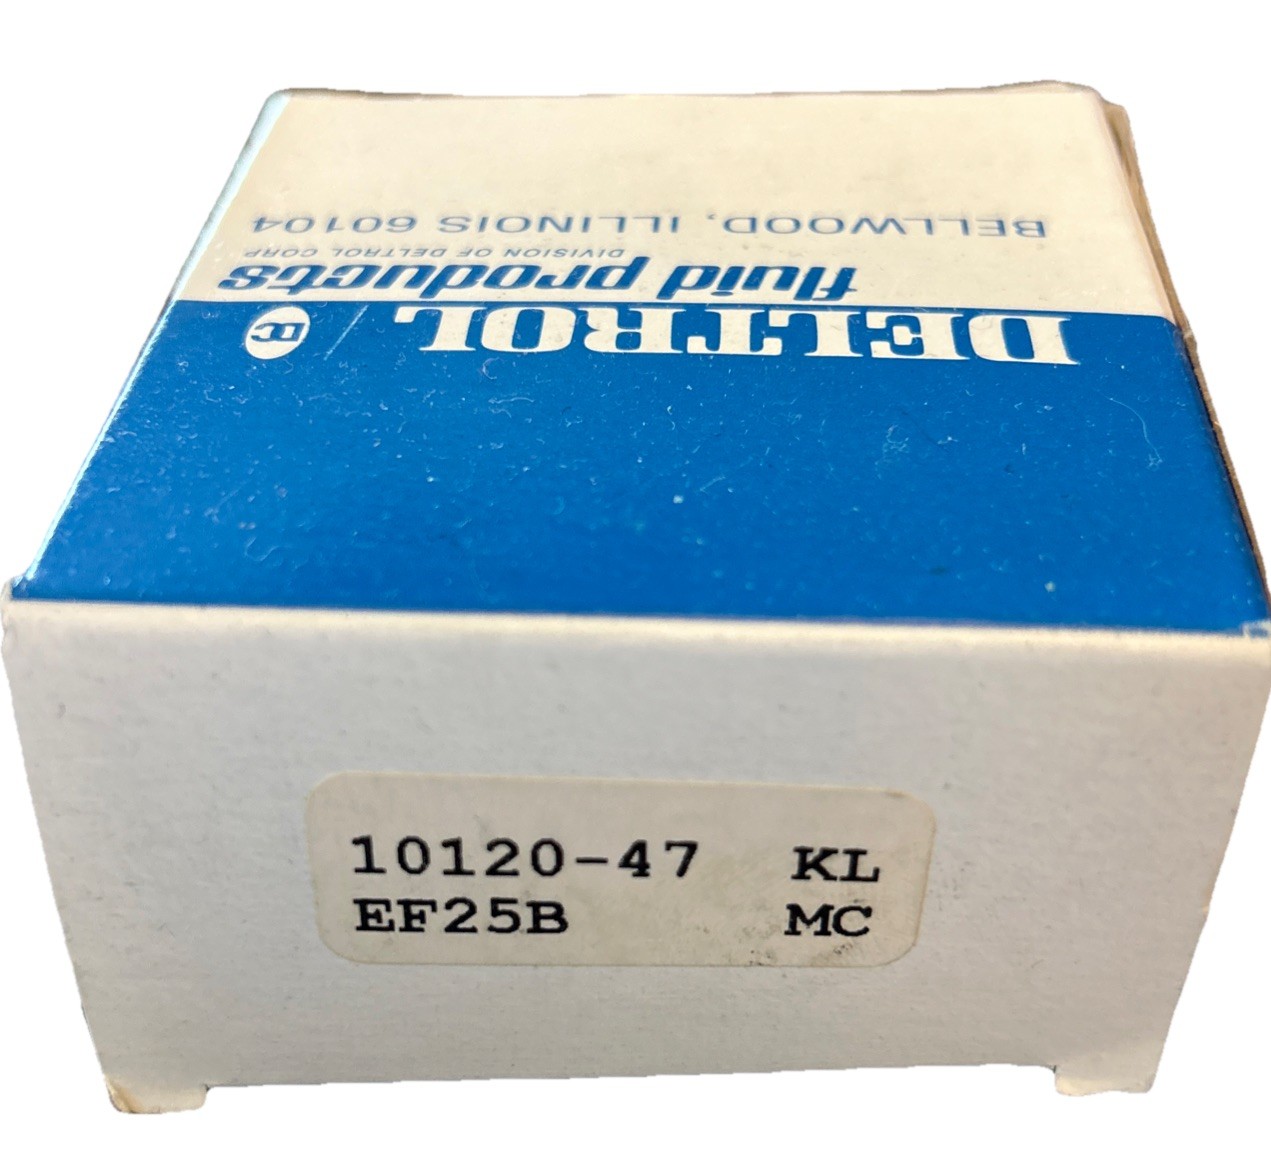 DELTROL
fluid products
DIVISION OF DELTROL CORP.
BELLWOOD, ILLINOIS 60104
10120-47 KL
EF25B MC